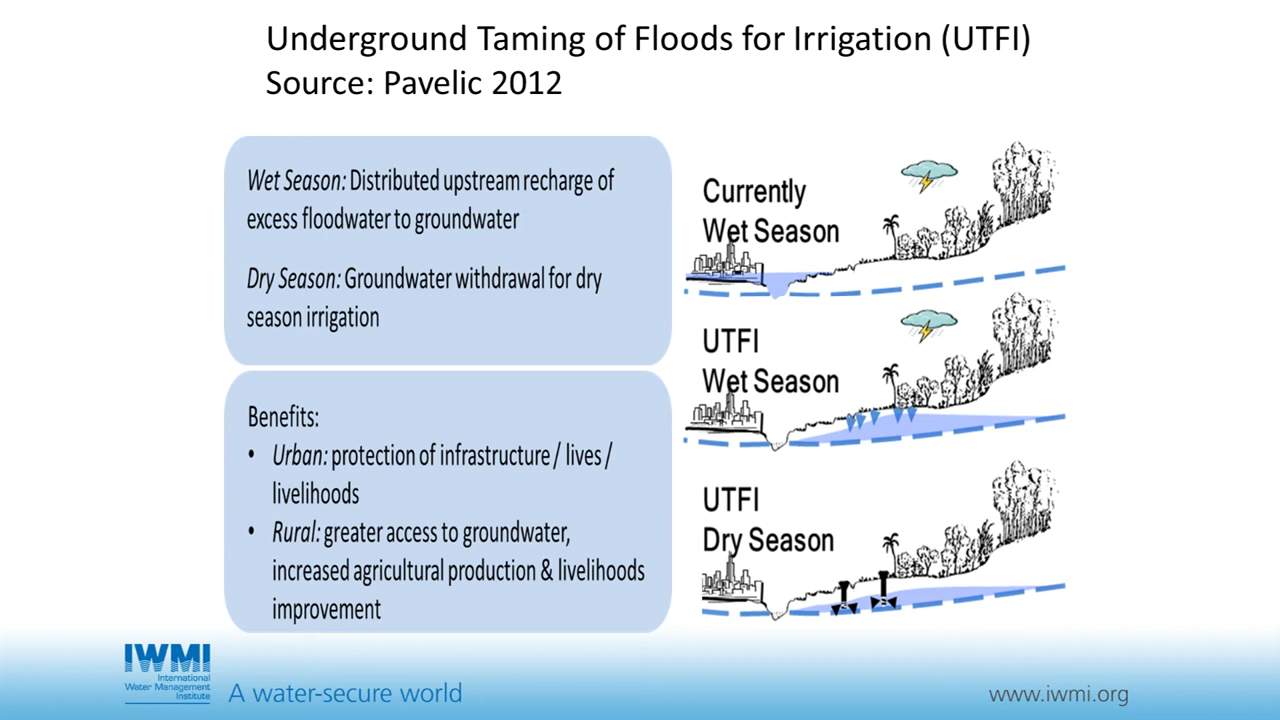 Underground Taming of Floods for Irrigation (UTFI)
Source: Pavelic 2012
Wet Season: Distributed upstream recharge of
excess floodwater to groundwater
Dry Season: Groundwater withdrawal for dry
season irrigation
Benefits:
• Urban: protection of infrastructure / lives /
livelihoods
• Rural: greater access to groundwater,
increased agricultural production & livelihoods
improvement
Currently
Wet Season
UTFI
Wet Season
UTFI
Dry Season
IWMI
International
Water Management
Institute
A water-secure world
www.iwmi.org